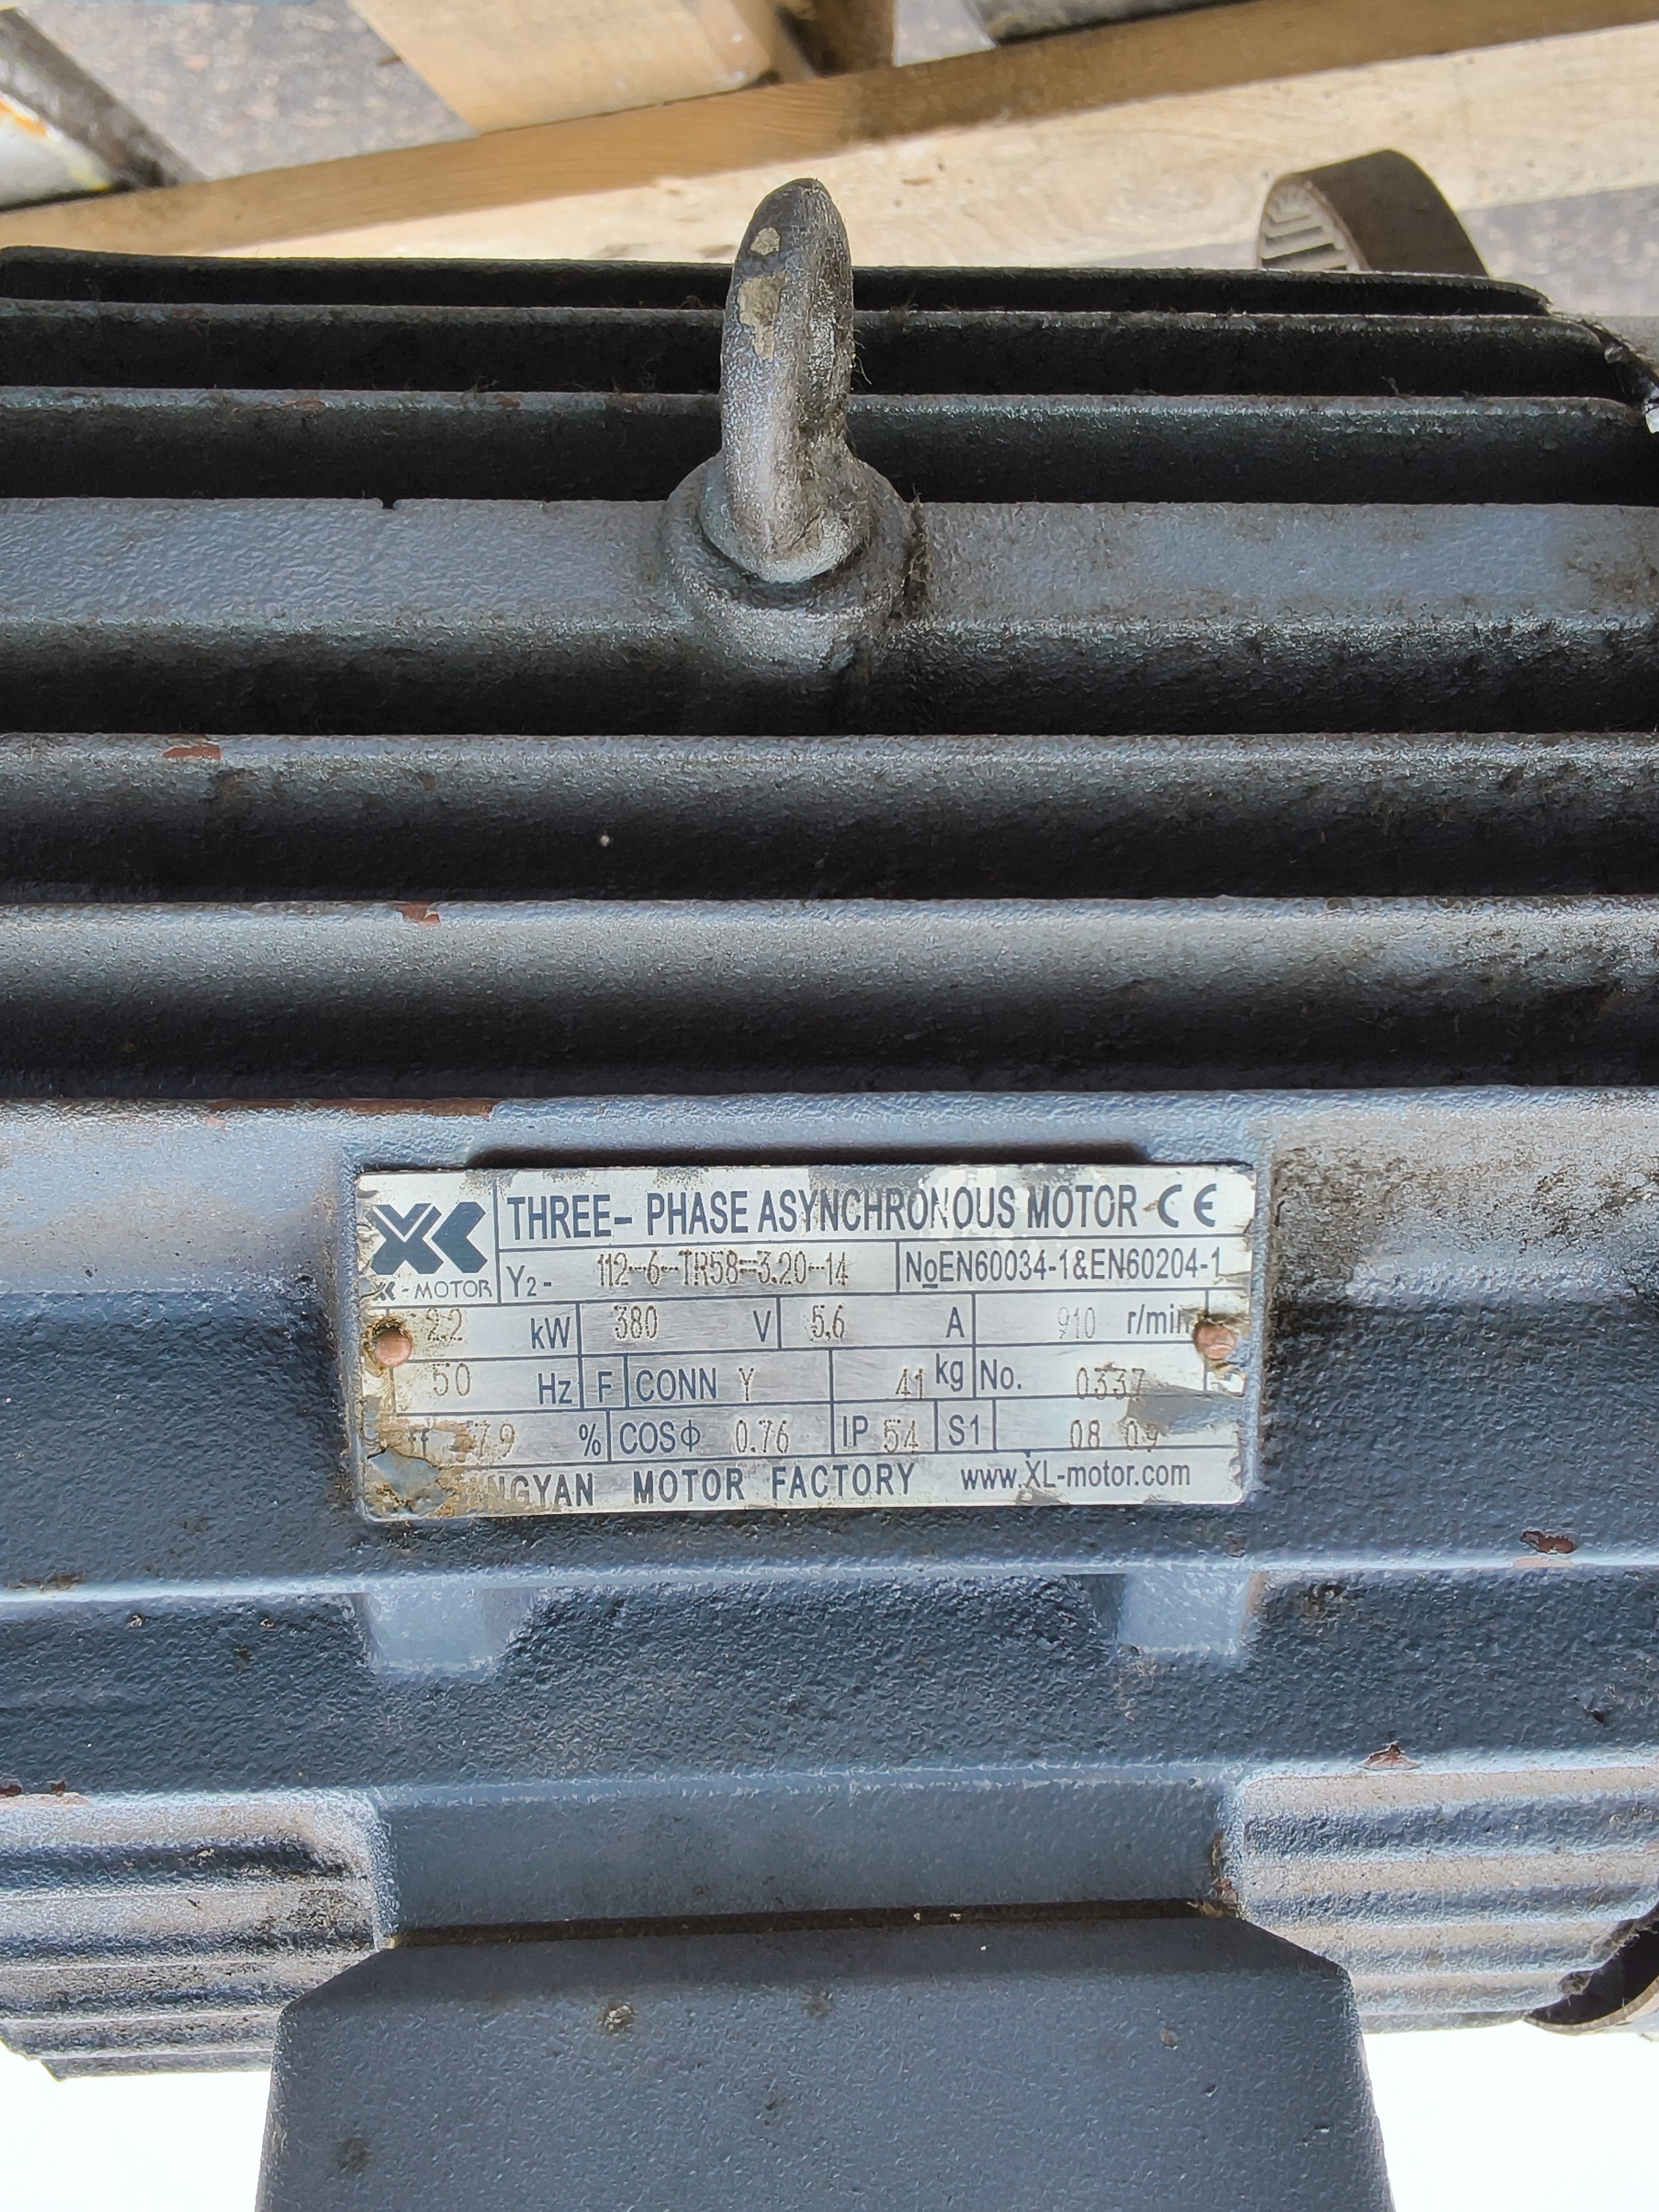 THREE- PHASE ASYNCHRONOUS MOTOR CE
-MOTOR Y2- 112-6-TR58-3.20-14 NoEN60034-1&EN60204-1
2.2 kW 380 V 5.6 A 910 r/min
50 Hz F CONN Y 41 kg No. 0337
79 % COSΦ 0.76 IP 54 S1 08 09
MOTOR FACTORY www.XL-motor.com